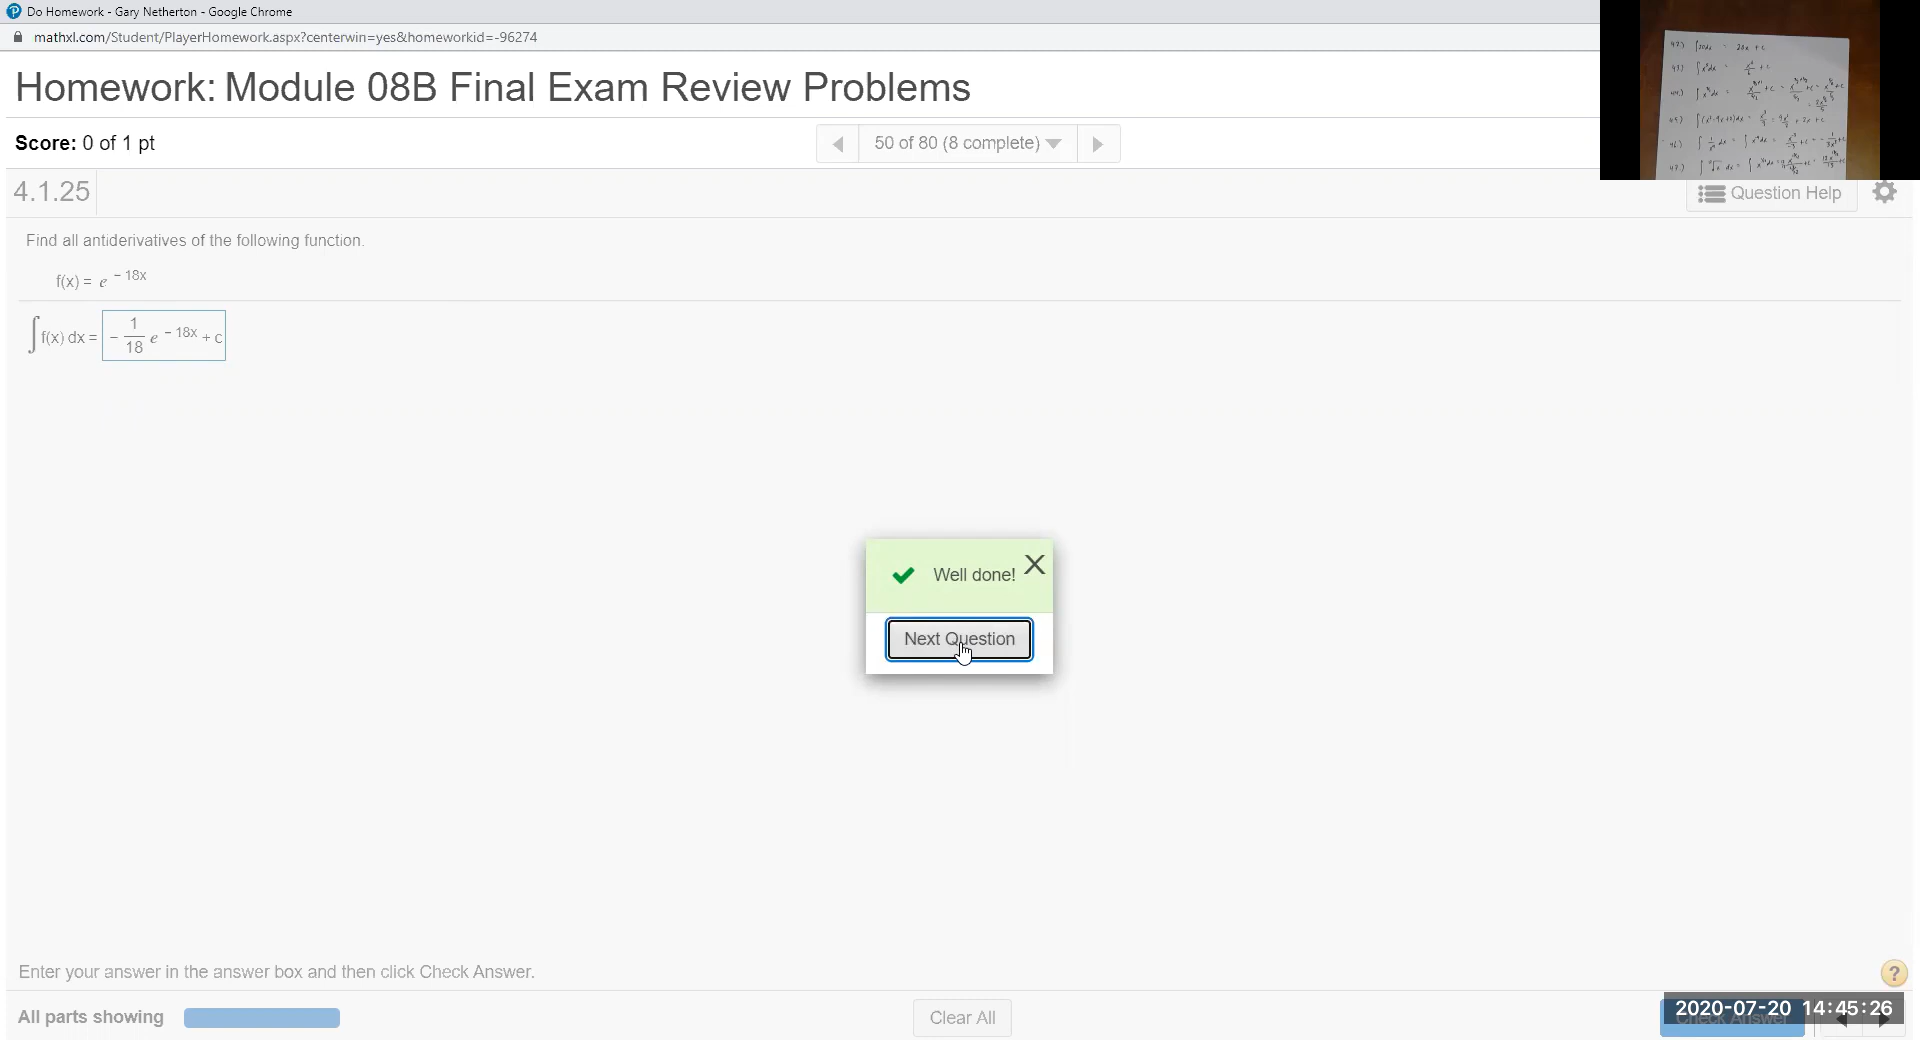 Do Homework - Gary Netherton - Google Chrome
mathxl.com/Student/PlayerHomework.aspx?centerwin=yes&homeworkid=-96274
Homework: Module 08B Final Exam Review Problems
Score: 0 of 1 pt
50 of 80 (8 complete)
4.1.25
Question Help
Find all antiderivatives of the following function.
f(x) = e^{-18x}
∫ f(x) dx = -\frac{1}{18} e^{-18x} + c
Well done!
X
Next Question
Enter your answer in the answer box and then click Check Answer.
?
All parts showing
Clear All
Check Answer
2020-07-20 14:45:26